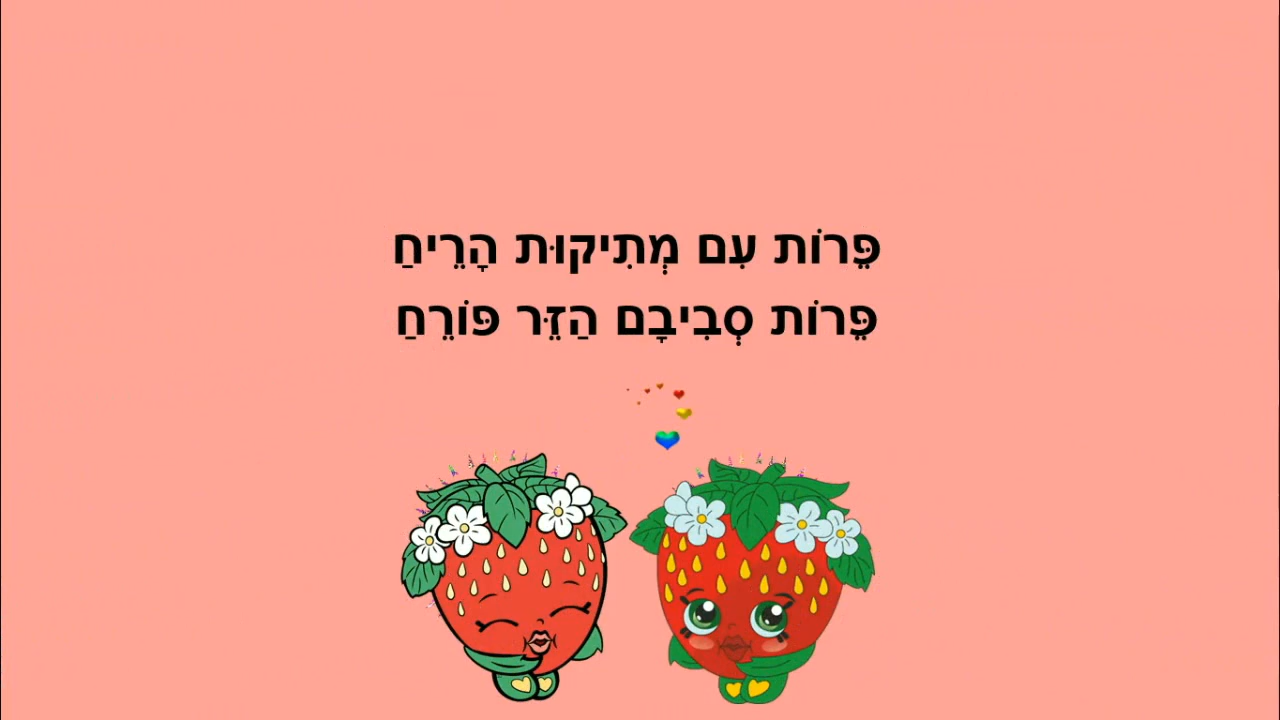 פֵּרוֹת עִם מְתִיקוּת הָרֵיחַ
פֵּרוֹת סְבִיבָם הַזֵּר פּוֹרֵחַ